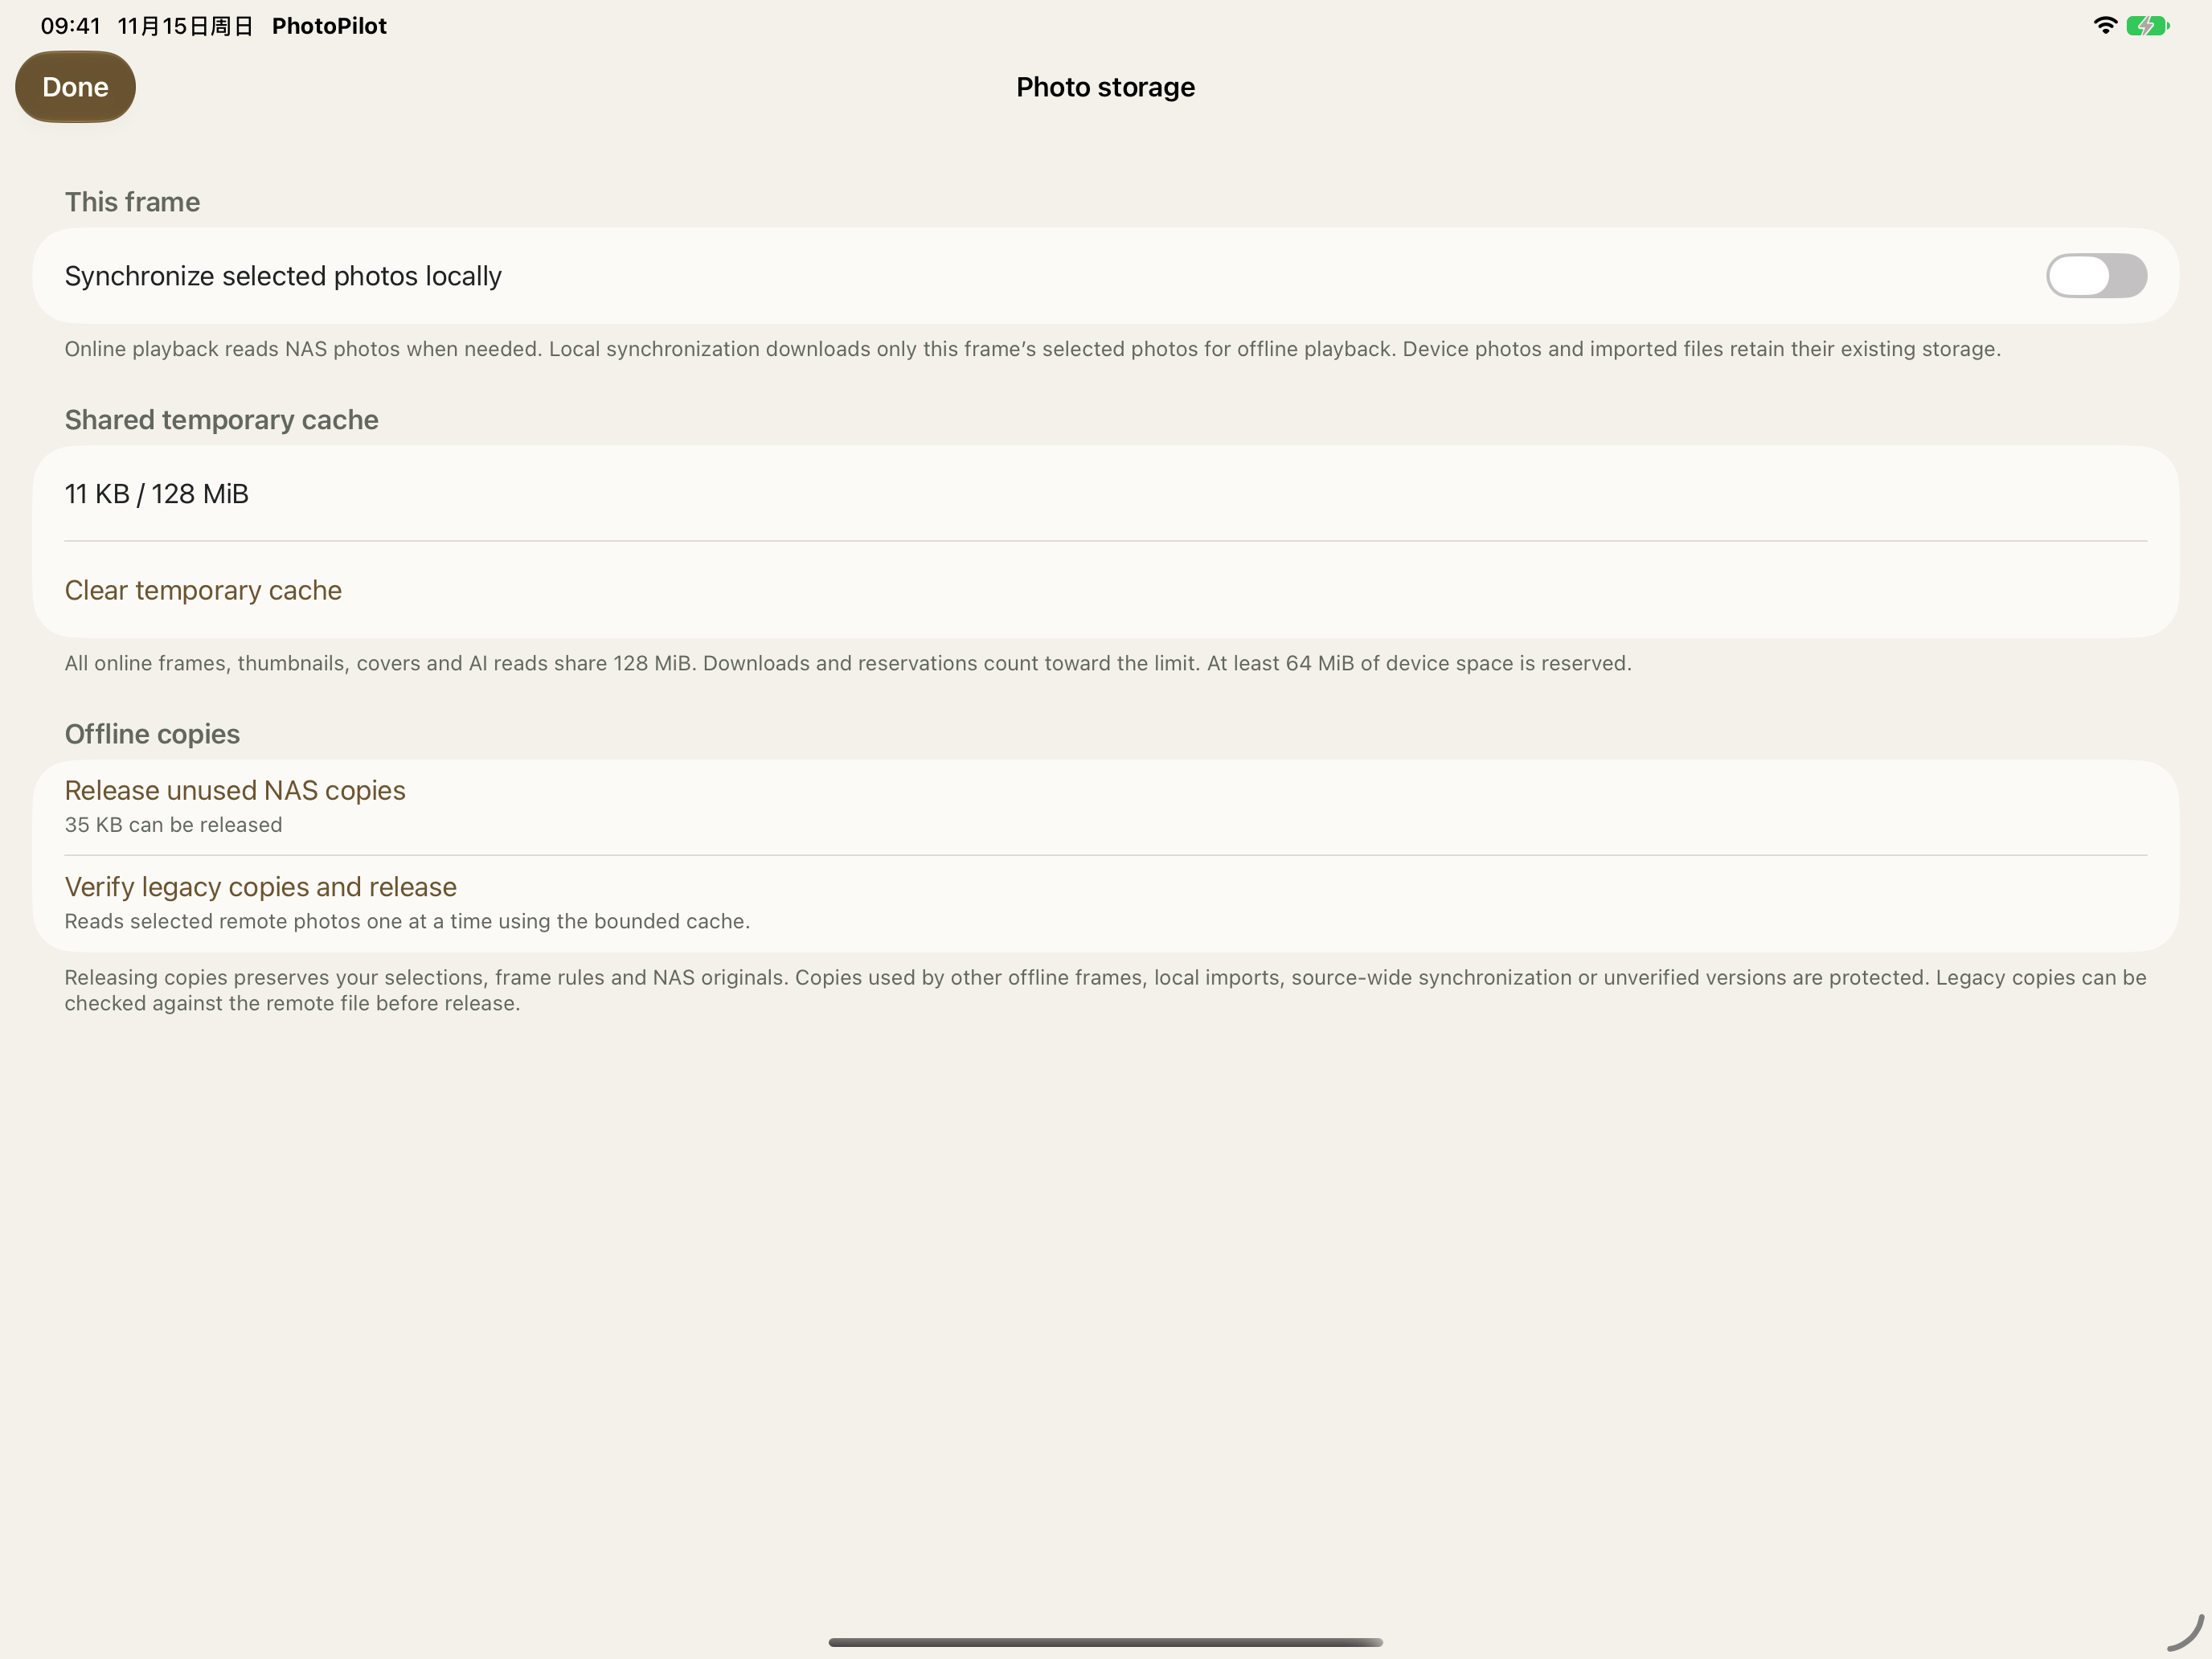 09:41 11月15日周日 PhotoPilot
Done
Photo storage
This frame
Synchronize selected photos locally
Online playback reads NAS photos when needed. Local synchronization downloads only this frame’s selected photos for offline playback. Device photos and imported files retain their existing storage.
Shared temporary cache
11 KB / 128 MiB
Clear temporary cache
All online frames, thumbnails, covers and AI reads share 128 MiB. Downloads and reservations count toward the limit. At least 64 MiB of device space is reserved.
Offline copies
Release unused NAS copies
35 KB can be released
Verify legacy copies and release
Reads selected remote photos one at a time using the bounded cache.
Releasing copies preserves your selections, frame rules and NAS originals. Copies used by other offline frames, local imports, source-wide synchronization or unverified versions are protected. Legacy copies can be
checked against the remote file before release.